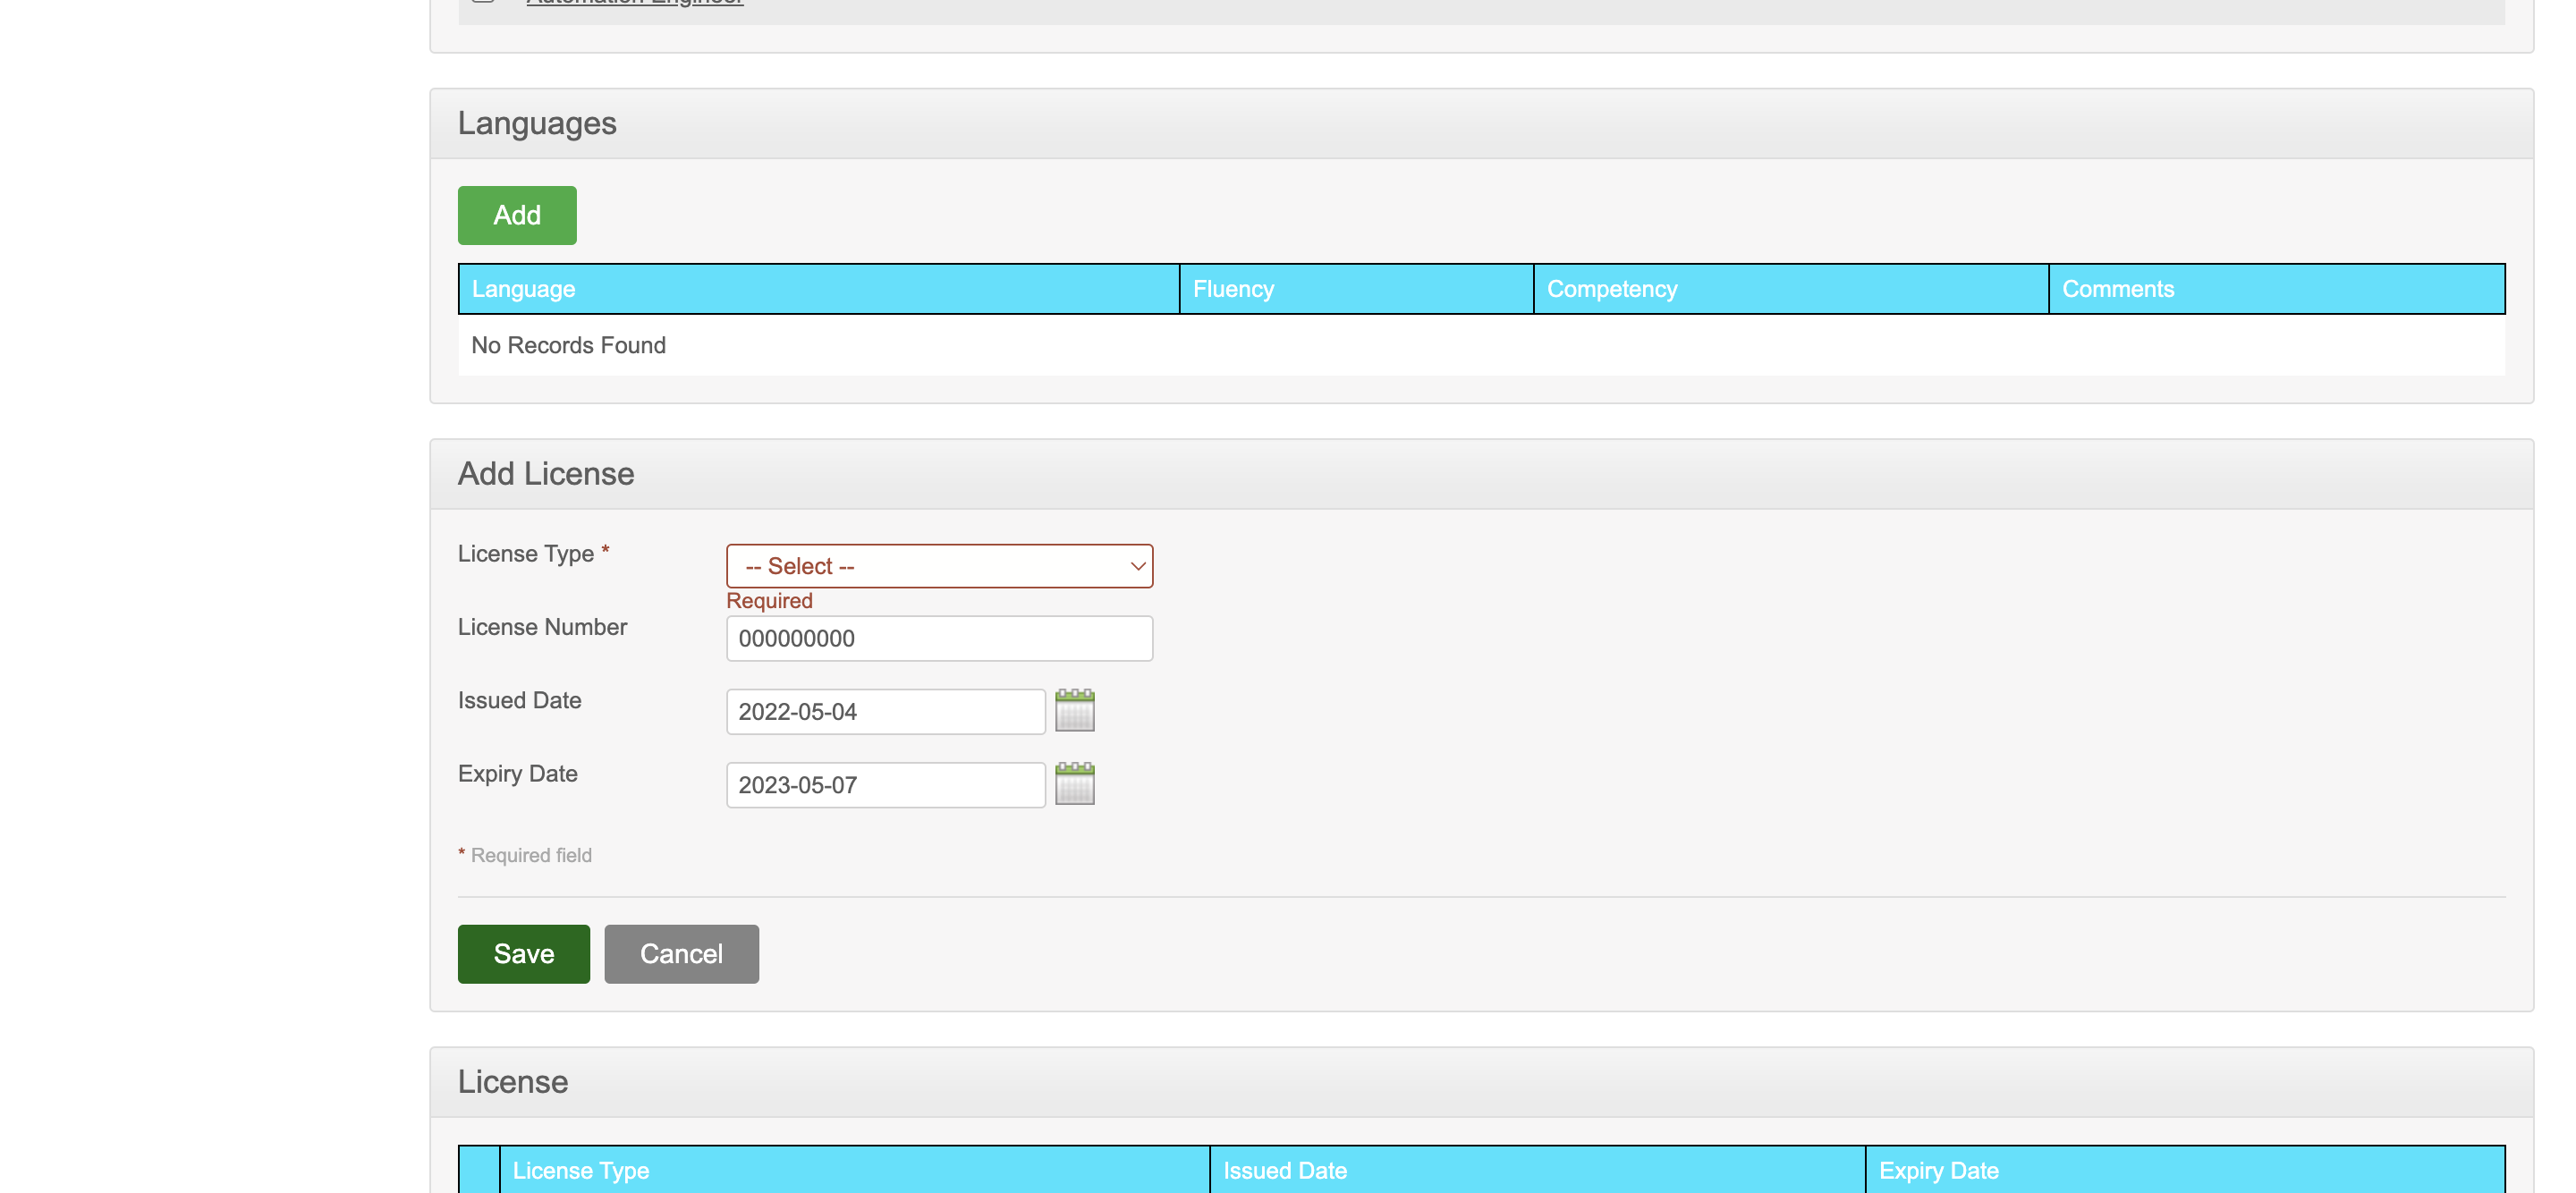 Automation Engineer
Languages
Add
Language Fluency Competency Comments
No Records Found
Add License
License Type *
-- Select --
Required
License Number
000000000
Issued Date
2022-05-04
Expiry Date
2023-05-07
* Required field
Save Cancel
License
License Type Issued Date Expiry Date